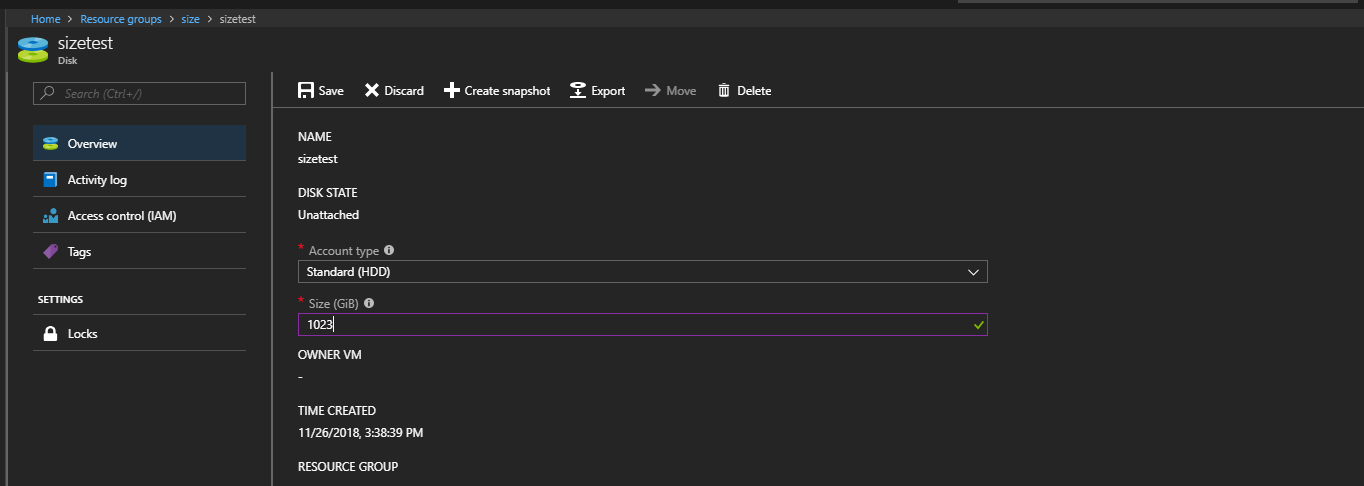 Home > Resource groups > size > sizetest
sizetest
Disk
Search (Ctrl+/)
Overview
Activity log
Access control (IAM)
Tags
SETTINGS
Locks
Save Discard Create snapshot Export Move Delete
NAME
sizetest
DISK STATE
Unattached
* Account type
Standard (HDD)
* Size (GiB)
1023
OWNER VM
-
TIME CREATED
11/26/2018, 3:38:39 PM
RESOURCE GROUP